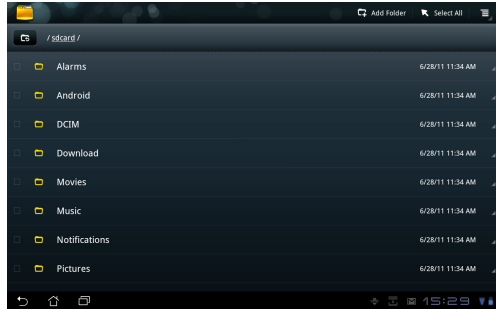 Add Folder Select All
/ sdcard /
Alarms 6/28/11 11:34 AM
Android 6/28/11 11:34 AM
DCIM 6/28/11 11:34 AM
Download 6/28/11 11:34 AM
Movies 6/28/11 11:34 AM
Music 6/28/11 11:34 AM
Notifications 6/28/11 11:34 AM
Pictures 6/28/11 11:34 AM
15:29